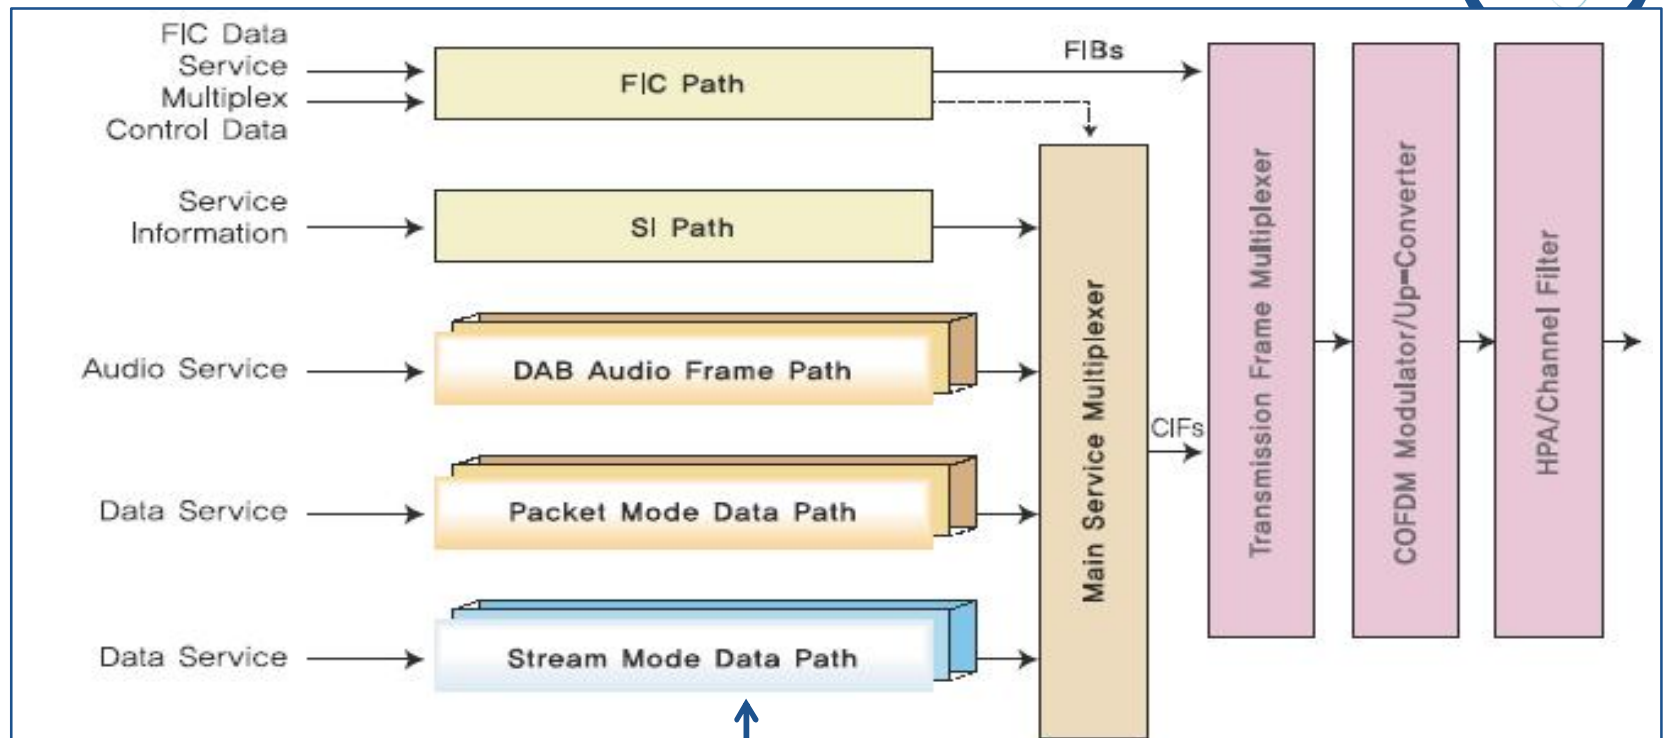 FIC Data
Service
Multiplex
Control Data
FIC Path
FIBs
Service
Information
SI Path
Audio Service
DAB Audio Frame Path
Data Service
Packet Mode Data Path
Data Service
Stream Mode Data Path
Main Service Multiplexer
CIFs
Transmission Frame Multiplexer
COFDM Modulator/Up-Converter
HPA/Channel Filter